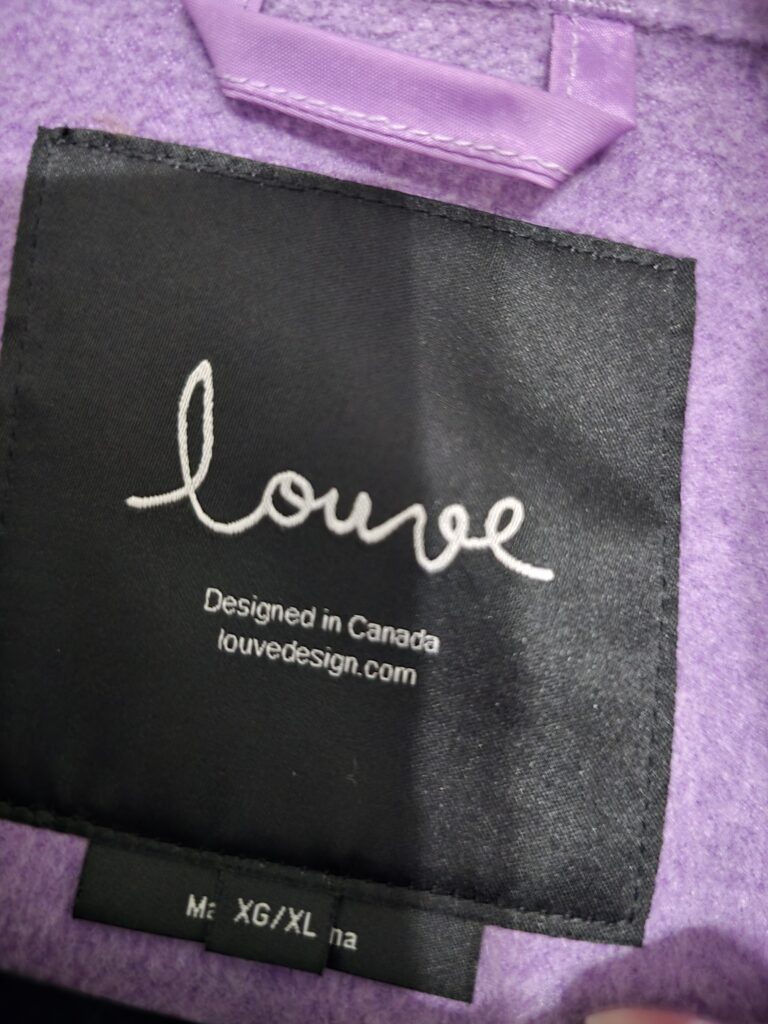 louve
Designed in Canada
louvedesign.com
XG/XL